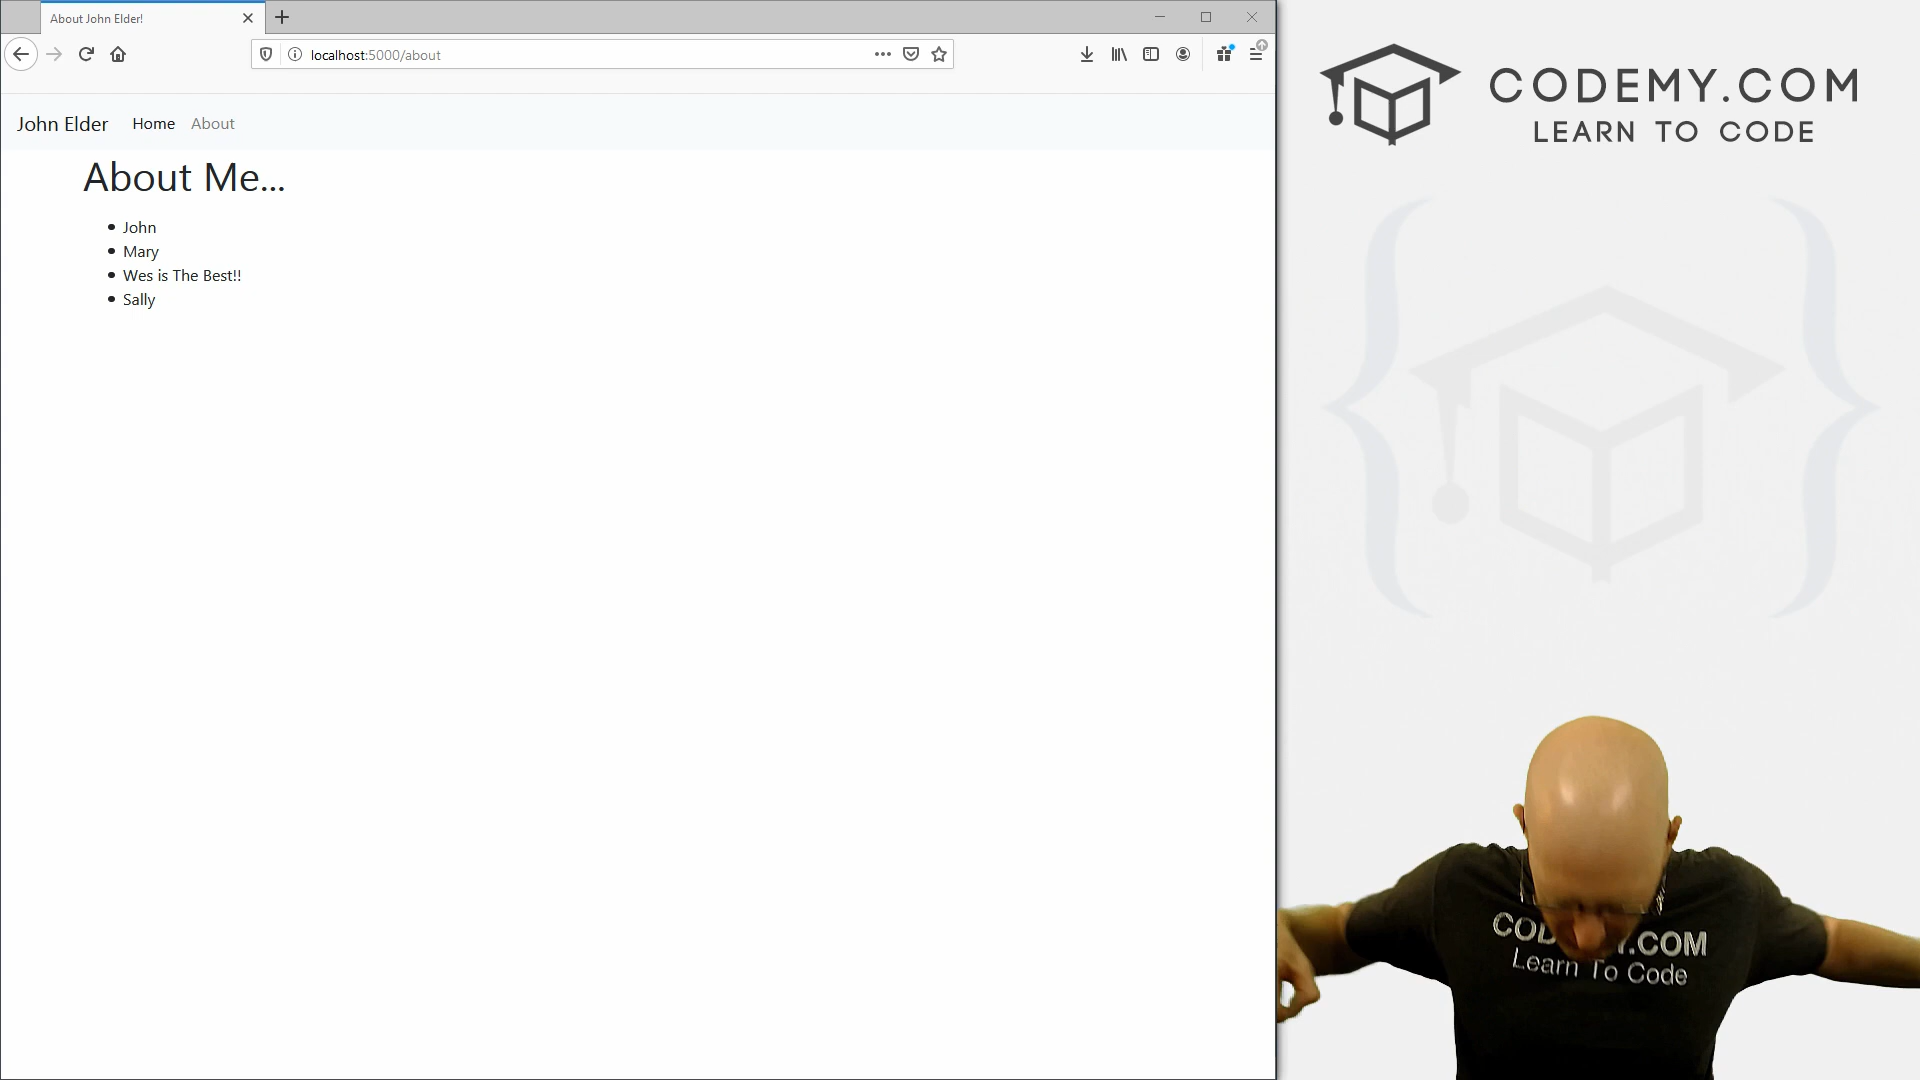 About John Elder!
localhost:5000/about
John Elder Home About
About Me...
John
Mary
Wes is The Best!!
Sally
CODEMY.COM
LEARN TO CODE
.COM
Learn To Code